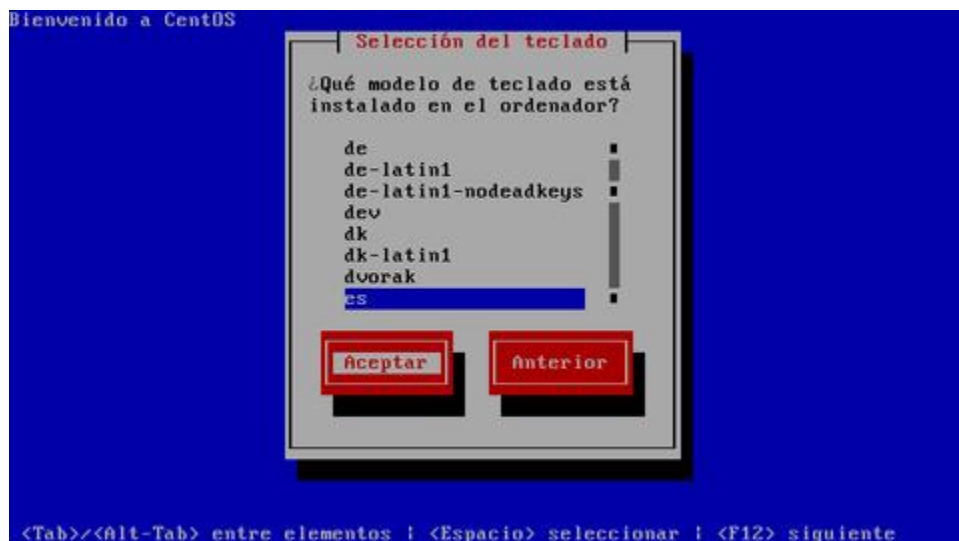 Bienvenido a CentOS
Selección del teclado
¿Qué modelo de teclado está
instalado en el ordenador?
de
de-latin1
de-latin1-nodeadkeys
dev
dk
dk-latin1
dvorak
es
Aceptar Anterior
<Tab>/<Alt-Tab> entre elementos | <Espacio> seleccionar | <F12> siguiente